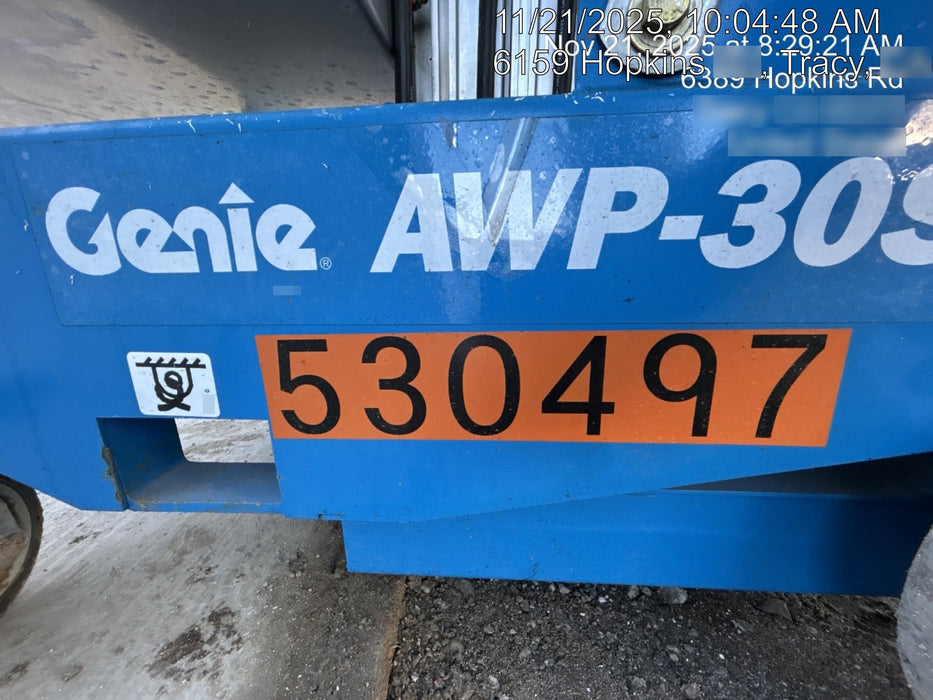 11/21/2025, 10:04:48 AM
Nov 21, 2025 at 8:29:21 AM
6159 Hopkins , Tracy,
6389 Hopkins Rd
Genie® AWP-30S
530497